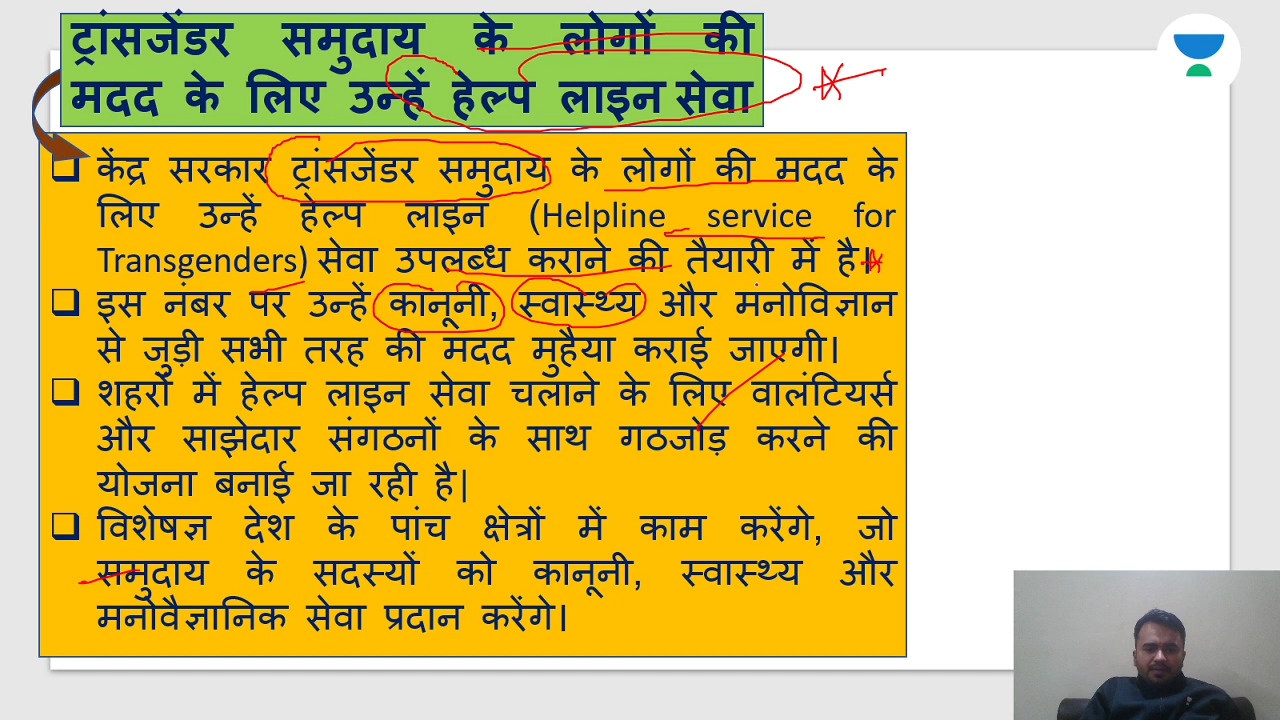 ट्रांसजेंडर समुदाय के लोगों की
मदद के लिए उन्हें हेल्प लाइन सेवा
केंद्र सरकार ट्रांसजेंडर समुदाय के लोगों की मदद के
लिए उन्हें हेल्प लाइन (Helpline service for
Transgenders) सेवा उपलब्ध कराने की तैयारी में है।
इस नंबर पर उन्हें कानूनी, स्वास्थ्य और मनोविज्ञान
से जुड़ी सभी तरह की मदद मुहैया कराई जाएगी।
शहरों में हेल्प लाइन सेवा चलाने के लिए वालंटियर्स
और साझेदार संगठनों के साथ गठजोड़ करने की
योजना बनाई जा रही है|
विशेषज्ञ देश के पांच क्षेत्रों में काम करेंगे, जो
समुदाय के सदस्यों को कानूनी, स्वास्थ्य और
मनोवैज्ञानिक सेवा प्रदान करेंगे।